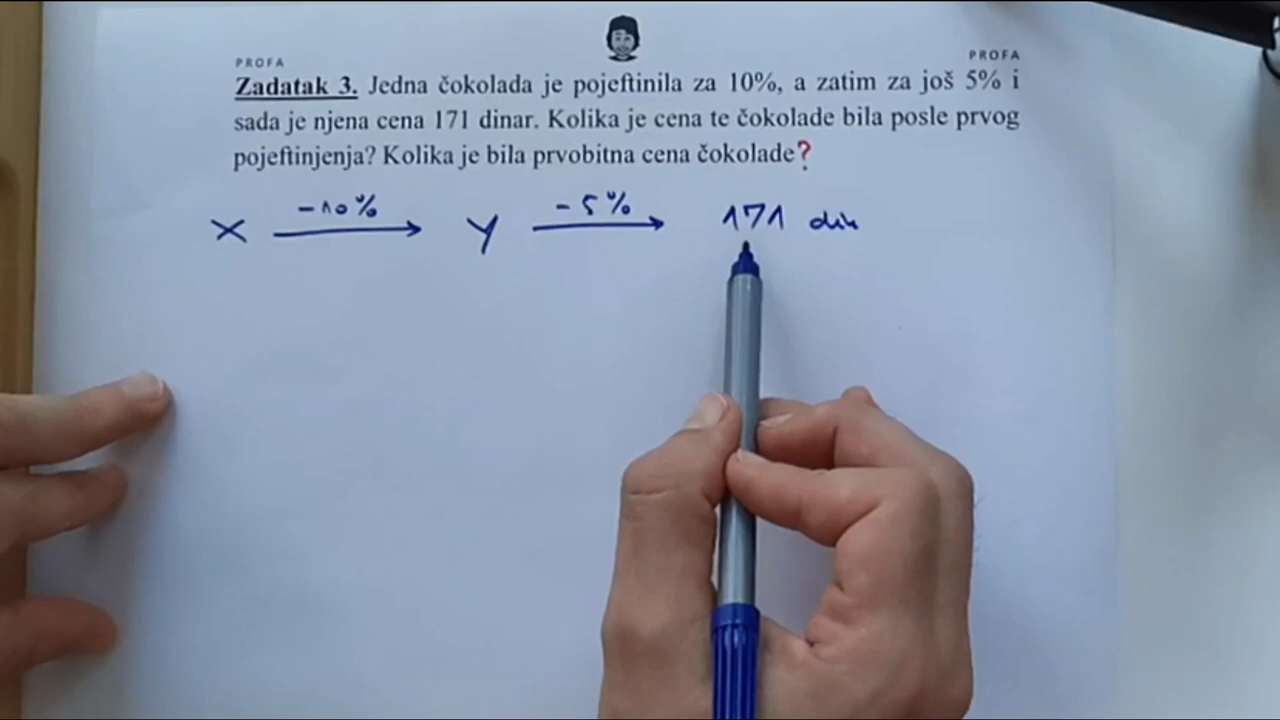 PROFA PROFA
Zadatak 3. Jedna čokolada je pojeftinila za 10%, a zatim za još 5% i
sada je njena cena 171 dinar. Kolika je cena te čokolade bila posle prvog
pojeftinjenja? Kolika je bila prvobitna cena čokolade?
-10% -5%
X Y 171 din